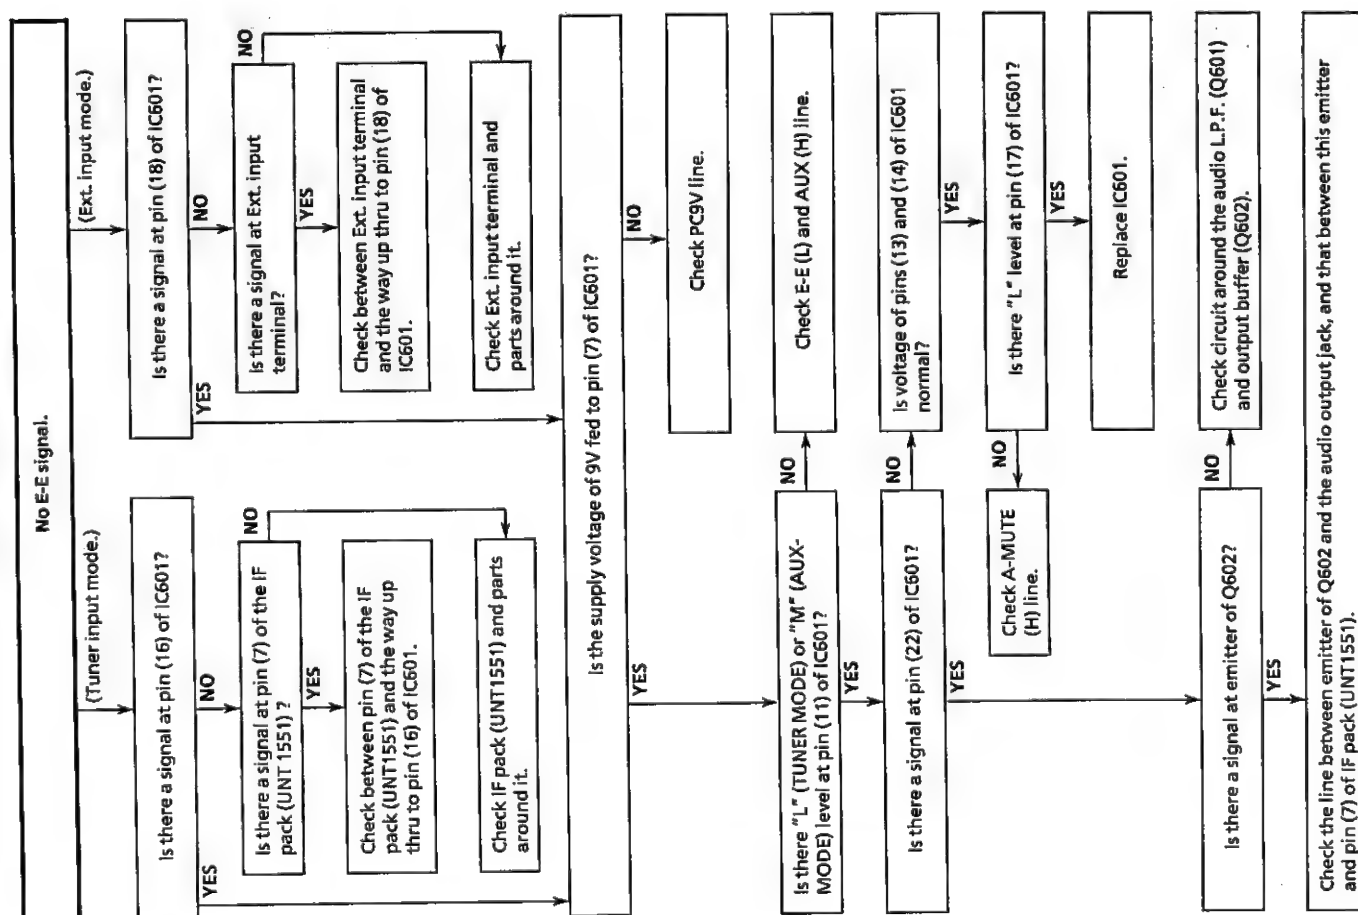 No E-E signal.
(Tuner input mode.)
(Ext. input mode.)
Is there a signal at pin (16) of IC601?
YES
NO
Is there a signal at pin (7) of the IF
pack (UNT1551) ?
NO
YES
Check between pin (7) of the IF
pack (UNT1551) and the way up
thru to pin (16) of IC601.
Check IF pack (UNT1551) and parts
around it.
Is there a signal at pin (18) of IC601?
YES
NO
Is there a signal at Ext. input
terminal?
NO
YES
Check between Ext. input terminal
and the way up thru to pin (18) of
IC601.
Check Ext. input terminal and
parts around it.
Is the supply voltage of 9V fed to pin (7) of IC601?
YES
NO
Check PC9V line.
Is there "L" (TUNER MODE) or "M" (AUX-
MODE) level at pin (11) of IC601?
NO
Check E-E (L) and AUX (H) line.
YES
Is there a signal at pin (22) of IC601?
NO
Is voltage of pins (13) and (14) of IC601
normal?
YES
YES
Is there "L" level at pin (17) of IC601?
NO
Check A-MUTE
(H) line.
YES
Replace IC601.
Is there a signal at emitter of Q602?
NO
Check circuit around the audio L.P.F. (Q601)
and output buffer (Q602).
YES
Check the line between emitter of Q602 and the audio output jack, and that between this emitter
and pin (7) of IF pack (UNT1551).